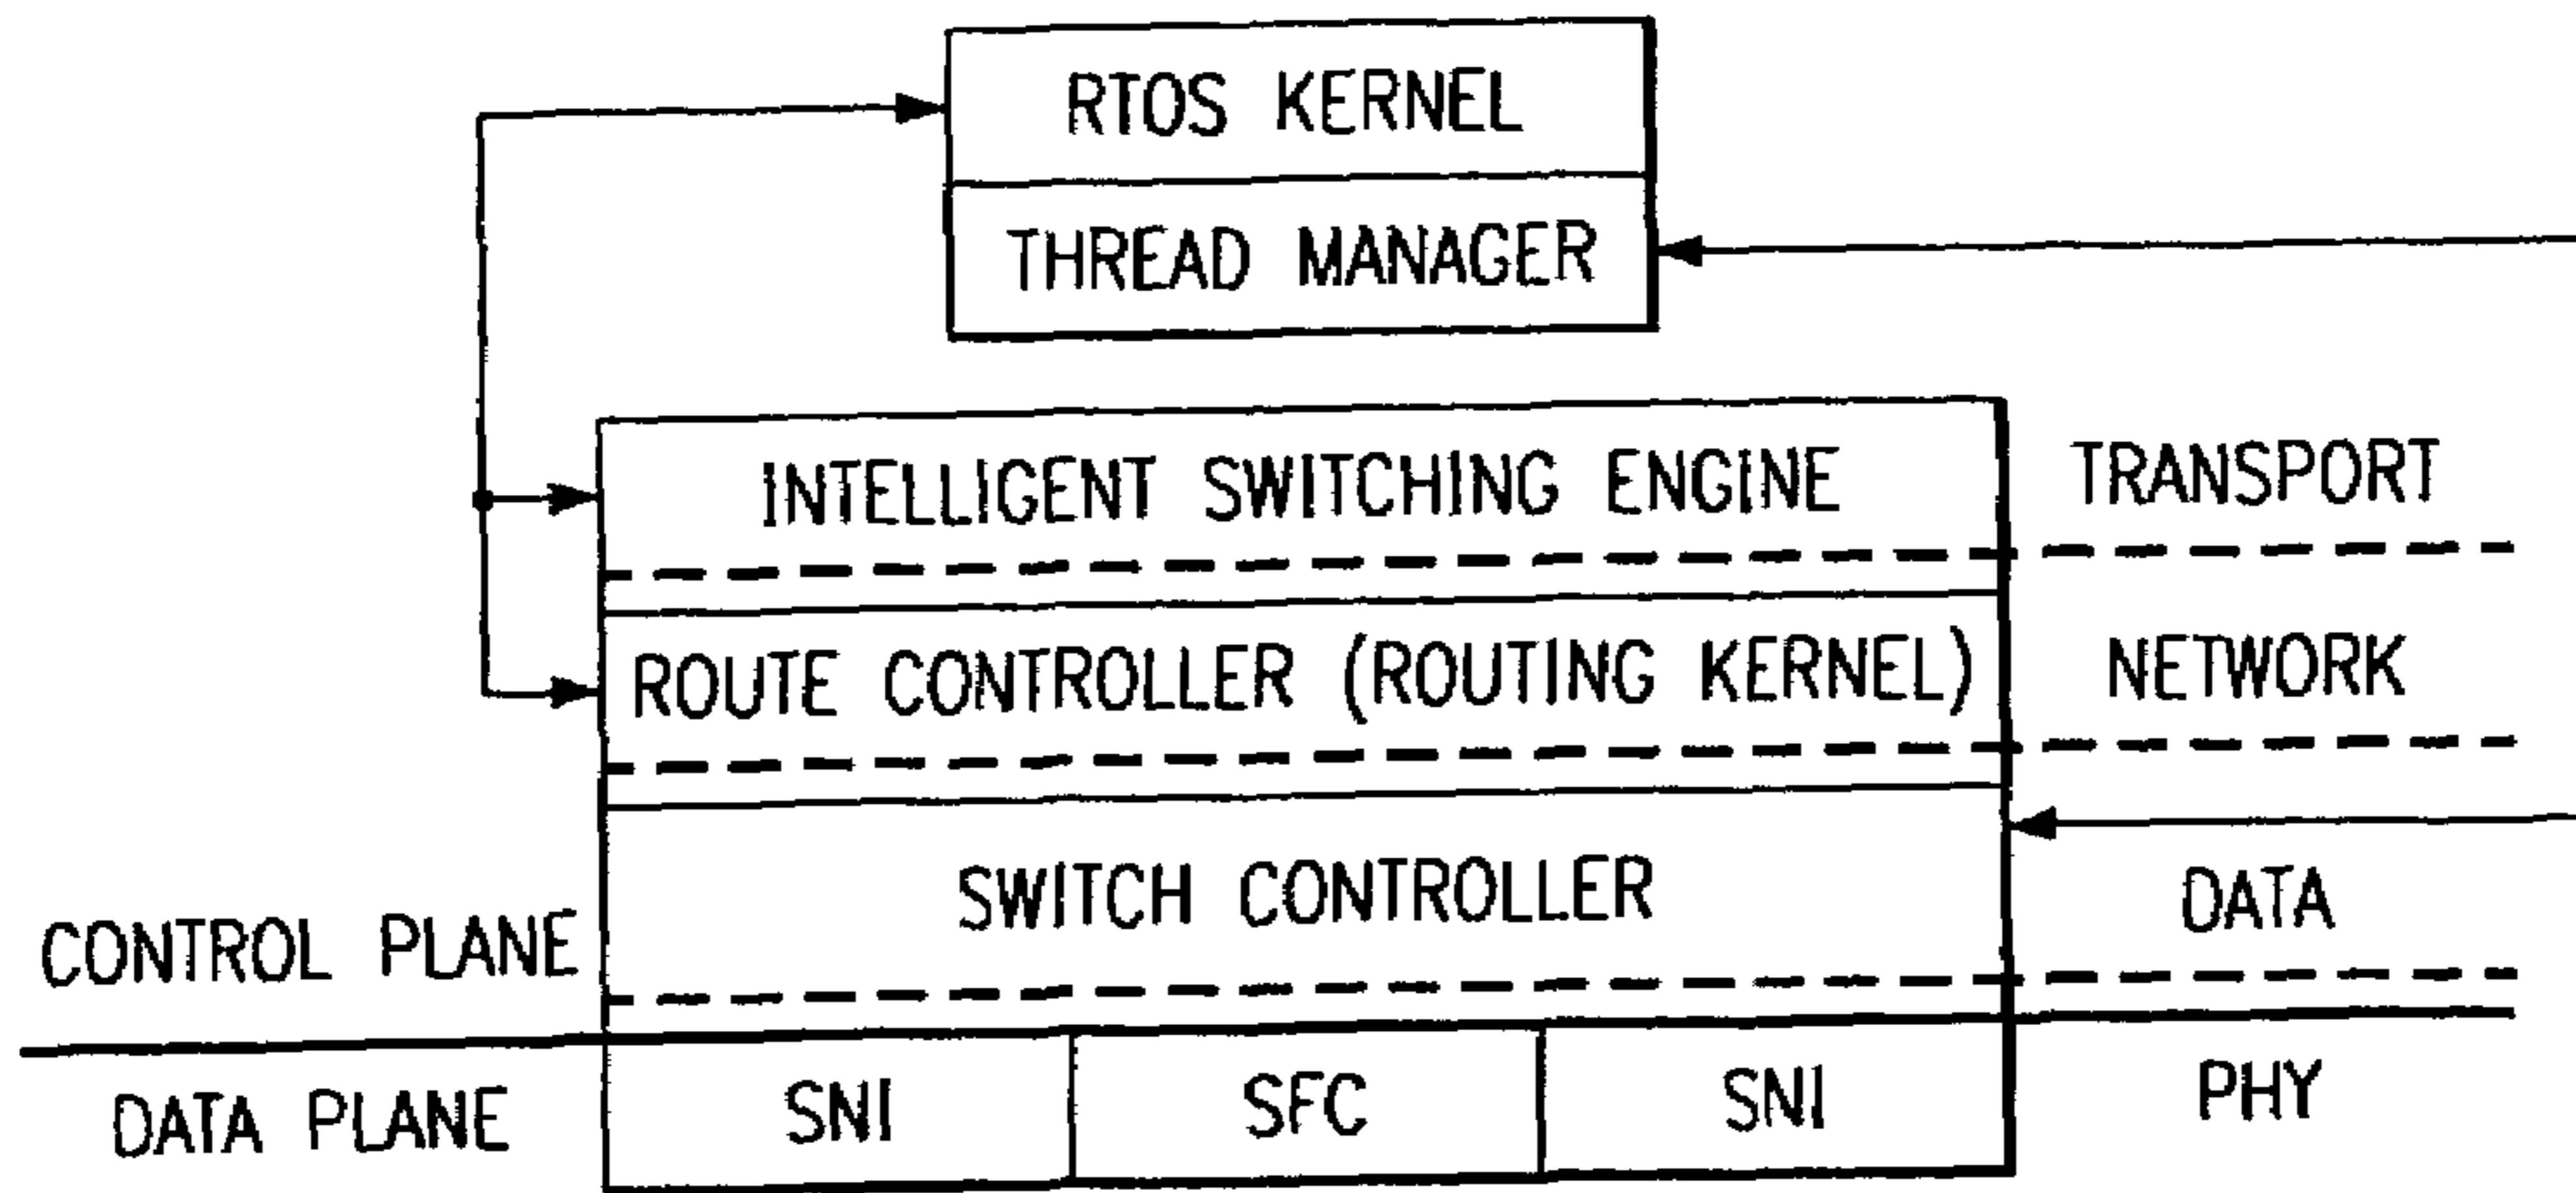 RTOS KERNEL
THREAD MANAGER
INTELLIGENT SWITCHING ENGINE
TRANSPORT
ROUTE CONTROLLER (ROUTING KERNEL)
NETWORK
SWITCH CONTROLLER
DATA
CONTROL PLANE
DATA PLANE
SNI
SFC
SNI
PHY